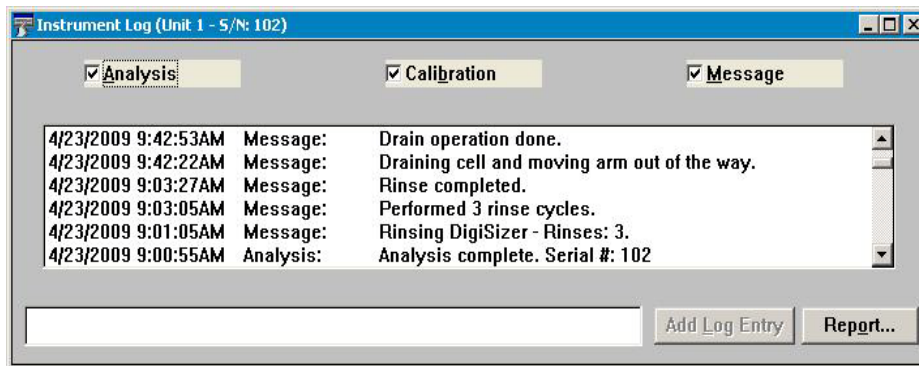 Instrument Log (Unit 1 - S/N: 102)
Analysis Calibration Message
4/23/2009 9:42:53AM Message: Drain operation done.
4/23/2009 9:42:22AM Message: Draining cell and moving arm out of the way.
4/23/2009 9:03:27AM Message: Rinse completed.
4/23/2009 9:03:05AM Message: Performed 3 rinse cycles.
4/23/2009 9:01:05AM Message: Rinsing DigiSizer - Rinses: 3.
4/23/2009 9:00:55AM Analysis: Analysis complete. Serial #: 102
Add Log Entry Report...